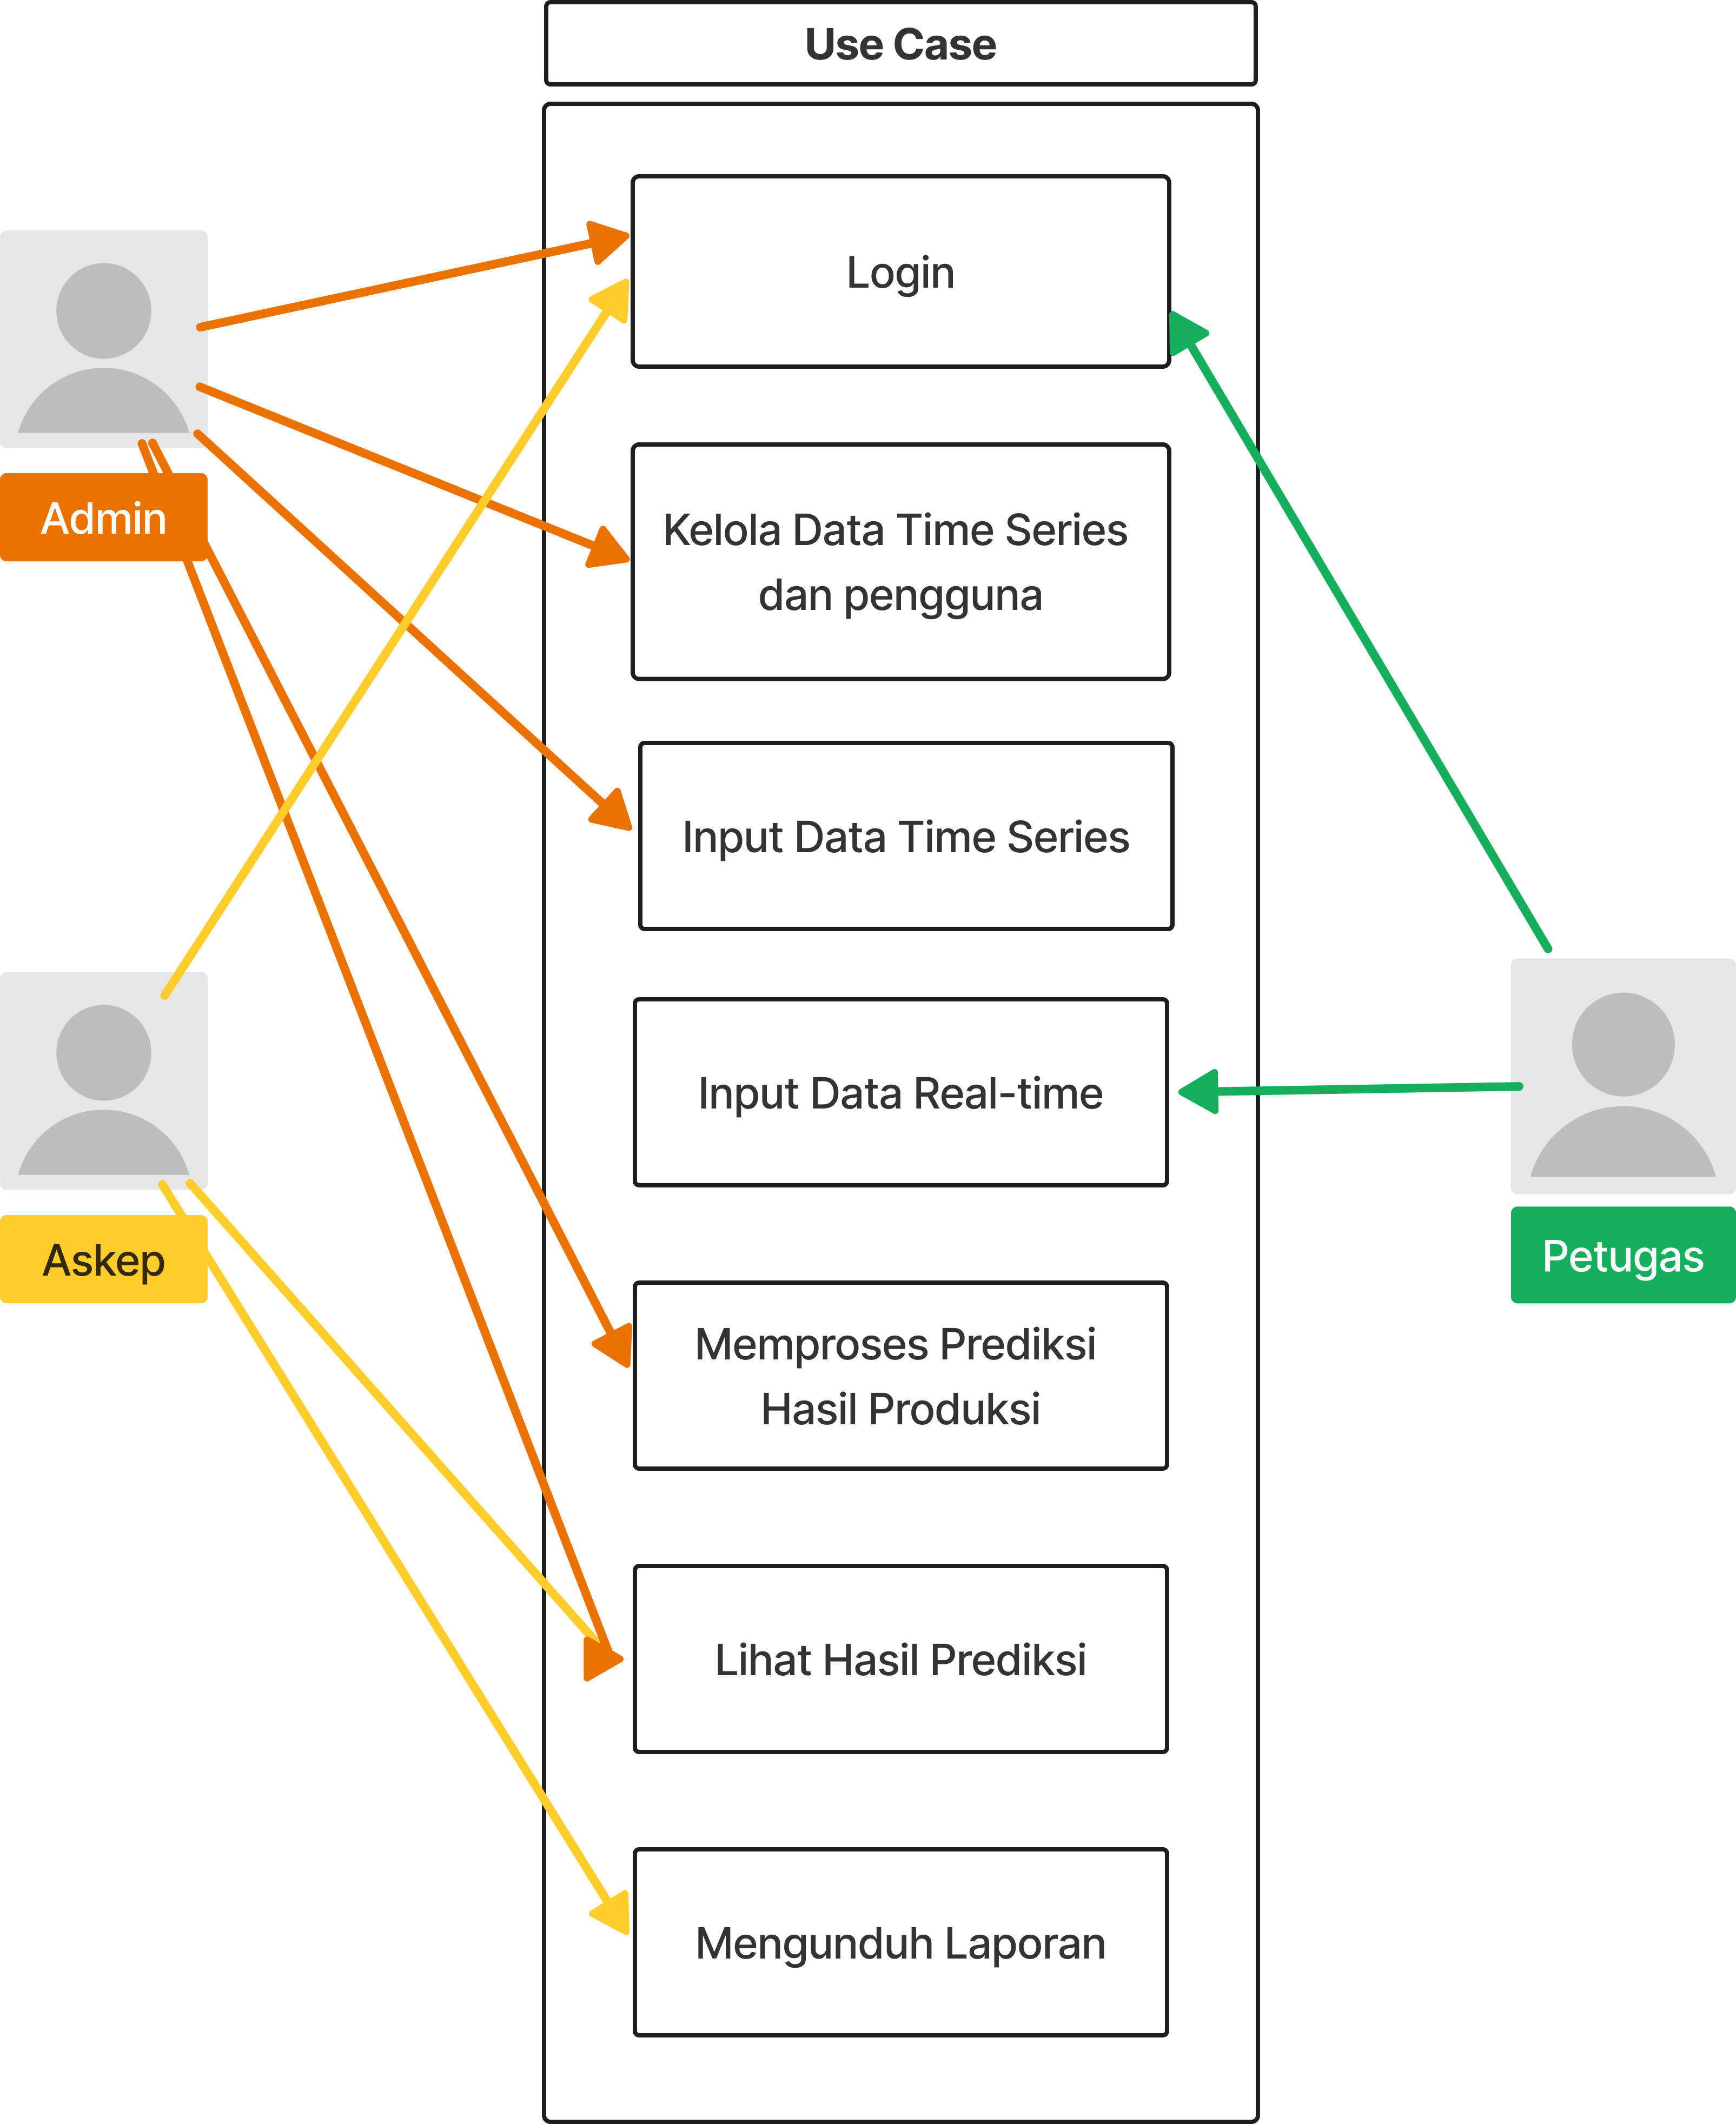 Use Case
Login
Admin
Kelola Data Time Series
dan pengguna
Input Data Time Series
Input Data Real-time
Askep
Petugas
Memproses Prediksi
Hasil Produksi
Lihat Hasil Prediksi
Mengunduh Laporan